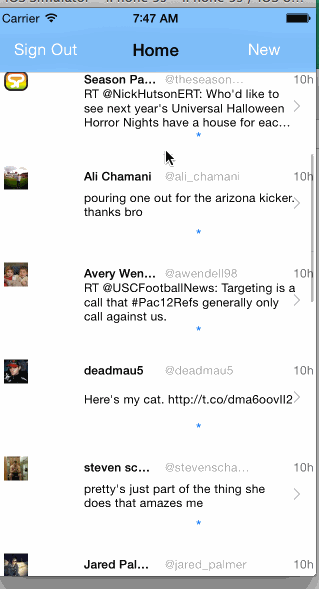 Carrier 7:47 AM
Sign Out Home New
Season Pa... @theseason... 10h
RT @NickHutsonERT: Who'd like to
see next year's Universal Halloween
Horror Nights have a house for eac...
*
Ali Chamani @ali_chamani 10h
pouring one out for the arizona kicker.
thanks bro
*
Avery Wen... @awendell98 10h
RT @USCFootballNews: Targeting is a
call that #Pac12Refs generally only
call against us.
*
deadmau5 @deadmau5 10h
Here's my cat. http://t.co/dma6oovII2
*
steven sc... @stevenscha... 10h
pretty's just part of the thing she
does that amazes me
*
Jared Pal... @jared_palmer 10h